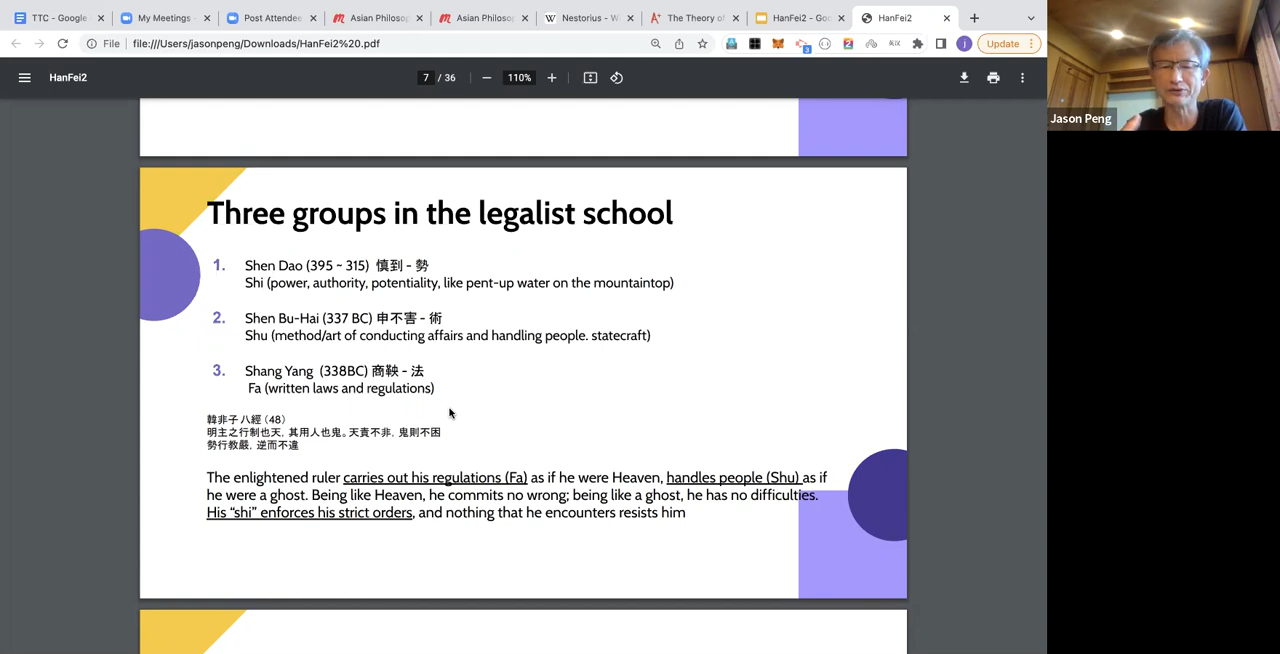 TTC - Google
My Meetings
Post Attendee
Asian Philosop
Asian Philosop
Nestorius - Wi
The Theory of
HanFei2 - Goo
HanFei2
File
file:///Users/jasonpeng/Downloads/HanFei2%20.pdf
Update
HanFei2
7 / 36
110%
Jason Peng
Three groups in the legalist school
1. Shen Dao (395 ~ 315) 慎到 - 勢
Shi (power, authority, potentiality, like pent-up water on the mountaintop)
2. Shen Bu-Hai (337 BC) 申不害 - 術
Shu (method/art of conducting affairs and handling people. statecraft)
3. Shang Yang (338BC) 商鞅 - 法
Fa (written laws and regulations)
韓非子 八經 (48)
明主之行制也天，其用人也鬼。天責不非，鬼則不困
勢行教嚴，逆而不違
The enlightened ruler carries out his regulations (Fa) as if he were Heaven, handles people (Shu) as if
he were a ghost. Being like Heaven, he commits no wrong; being like a ghost, he has no difficulties.
His “shi” enforces his strict orders, and nothing that he encounters resists him